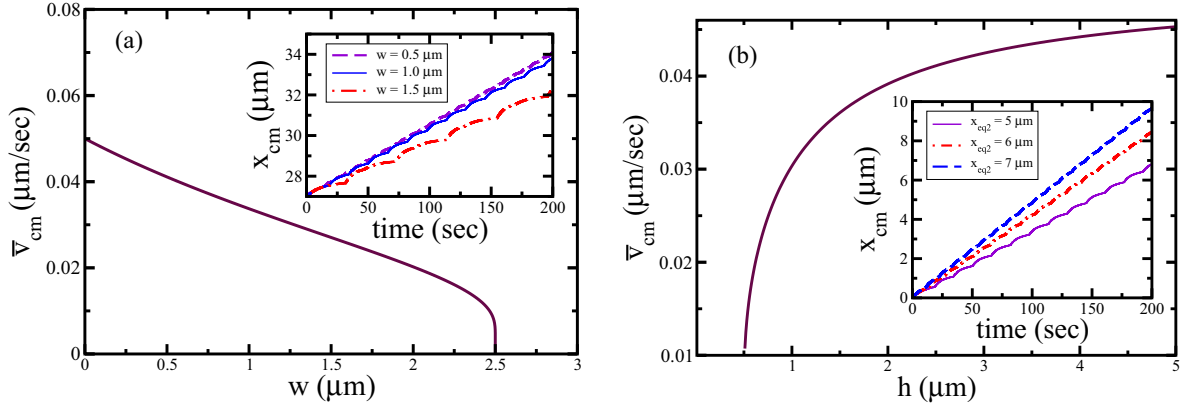 (a)
0.08
0.06
0.04
0.02
0
v̅cm (μm/sec)
0 0.5 1 1.5 2 2.5 3
w (μm)
w = 0.5 μm
w = 1.0 μm
w = 1.5 μm
34
32
30
28
26
xcm (μm)
0 50 100 150 200
time (sec)
(b)
0.04
0.03
0.02
0.01
v̅cm (μm/sec)
1 2 3 4 5
h (μm)
xeq2 = 5 μm
xeq2 = 6 μm
xeq2 = 7 μm
10
8
6
4
2
0
xcm (μm)
0 50 100 150 200
time (sec)